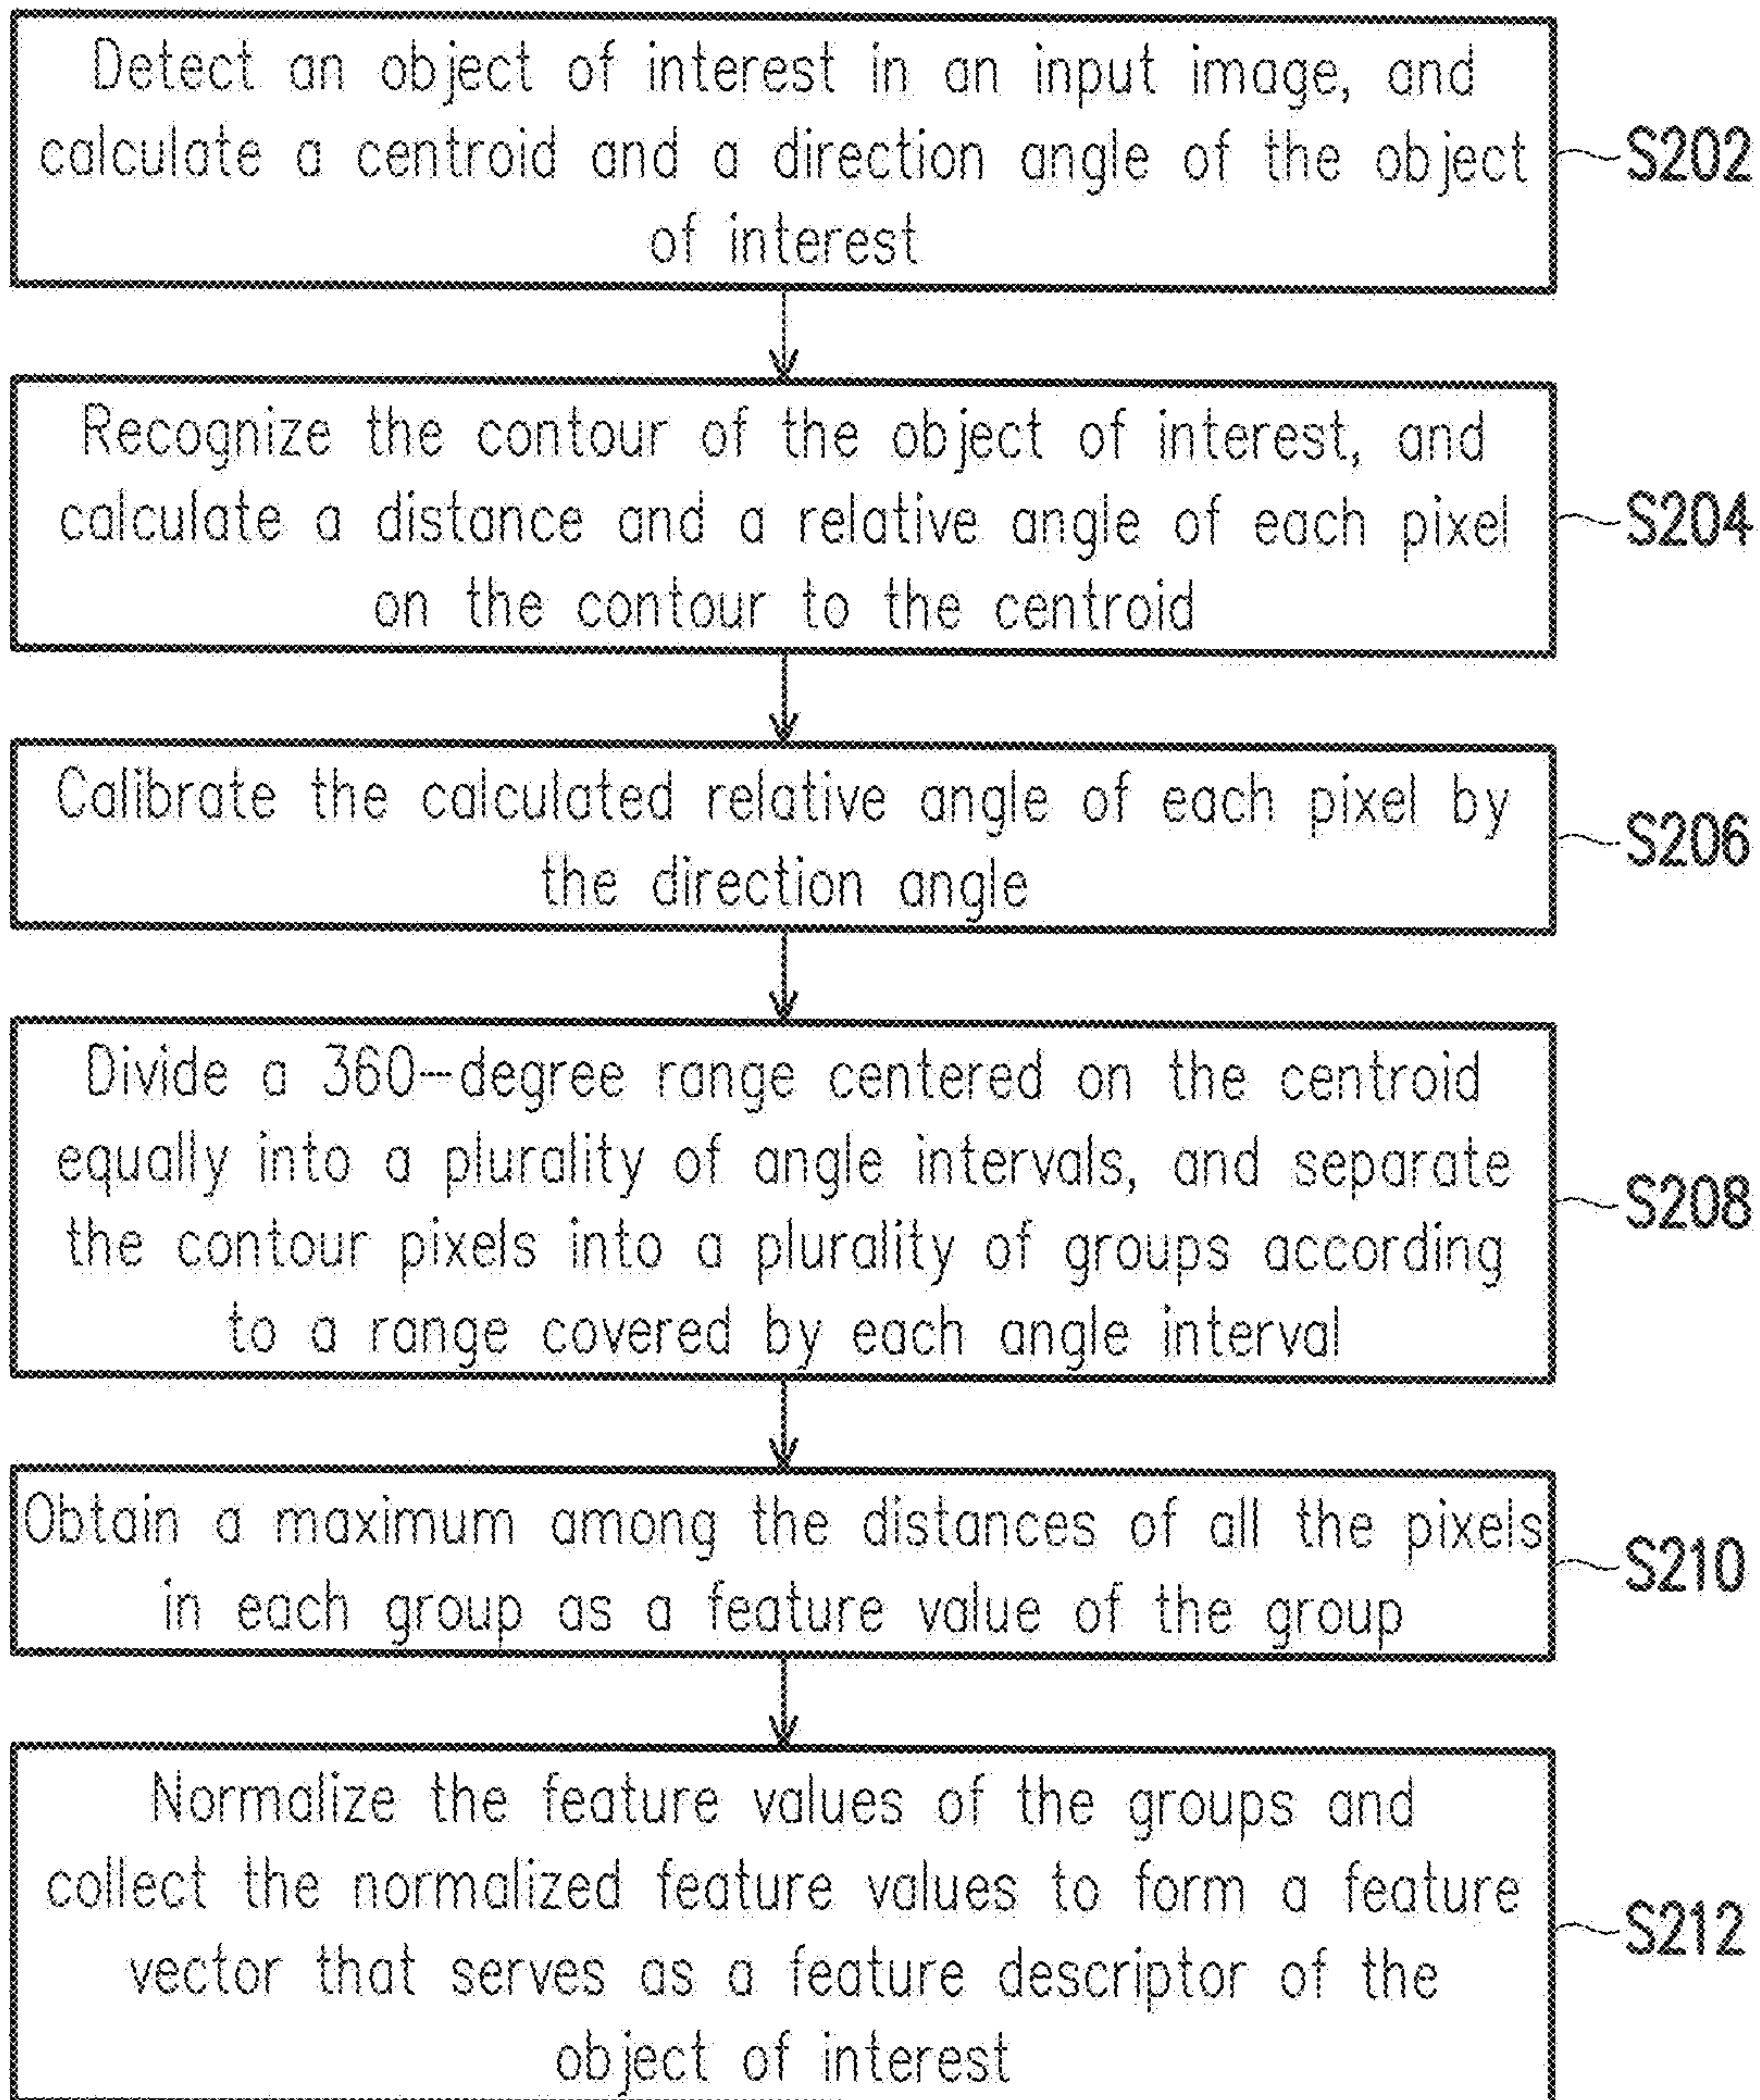 Detect an object of interest in an input image, and
calculate a centroid and a direction angle of the object
of interest
S202
Recognize the contour of the object of interest, and
calculate a distance and a relative angle of each pixel
on the contour to the centroid
S204
Calibrate the calculated relative angle of each pixel by
the direction angle
S206
Divide a 360-degree range centered on the centroid
equally into a plurality of angle intervals, and separate
the contour pixels into a plurality of groups according
to a range covered by each angle interval
S208
Obtain a maximum among the distances of all the pixels
in each group as a feature value of the group
S210
Normalize the feature values of the groups and
collect the normalized feature values to form a feature
vector that serves as a feature descriptor of the
object of interest
S212